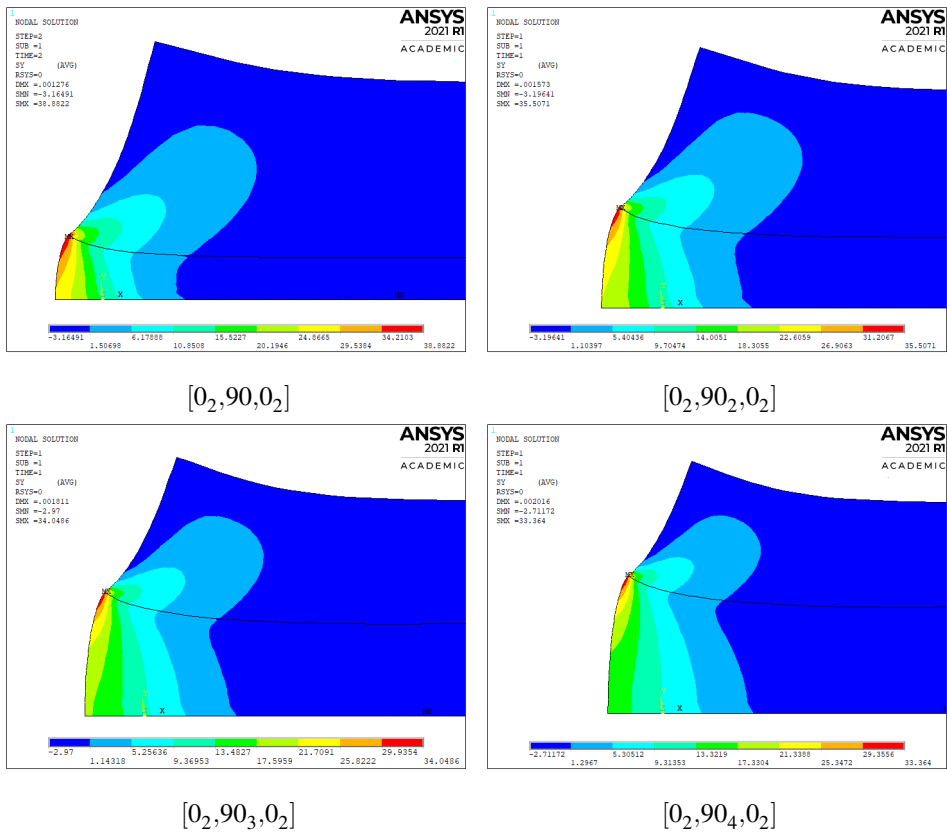 1
NODAL SOLUTION
STEP=2
SUB =1
TIME=2
SY (AVG)
RSYS=0
DMX =.001276
SMN =-3.16491
SMX =38.8822
ANSYS
2021 R1
ACADEMIC
X
-3.16491 6.17888 15.5227 24.8665 34.2103
1.50698 10.8508 20.1946 29.5384 38.8822
[0₂,90,0₂]
1
NODAL SOLUTION
STEP=1
SUB =1
TIME=1
SY (AVG)
RSYS=0
DMX =.001573
SMN =-3.19641
SMX =35.5071
ANSYS
2021 R1
ACADEMIC
X
-3.19641 5.40436 14.0051 22.6059 31.2067
1.10397 9.70474 18.3055 26.9063 35.5071
[0₂,90₂,0₂]
1
NODAL SOLUTION
STEP=1
SUB =1
TIME=1
SY (AVG)
RSYS=0
DMX =.001811
SMN =-2.97
SMX =34.0486
ANSYS
2021 R1
ACADEMIC
X
-2.97 5.25636 13.4827 21.7091 29.9354
1.14318 9.36953 17.5959 25.8222 34.0486
[0₂,90₃,0₂]
1
NODAL SOLUTION
STEP=1
SUB =1
TIME=1
SY (AVG)
RSYS=0
DMX =.002016
SMN =-2.71172
SMX =33.364
ANSYS
2021 R1
ACADEMIC
X
-2.71172 5.30512 13.3219 21.3388 29.3556
1.2967 9.31353 17.3304 25.3472 33.364
[0₂,90₄,0₂]